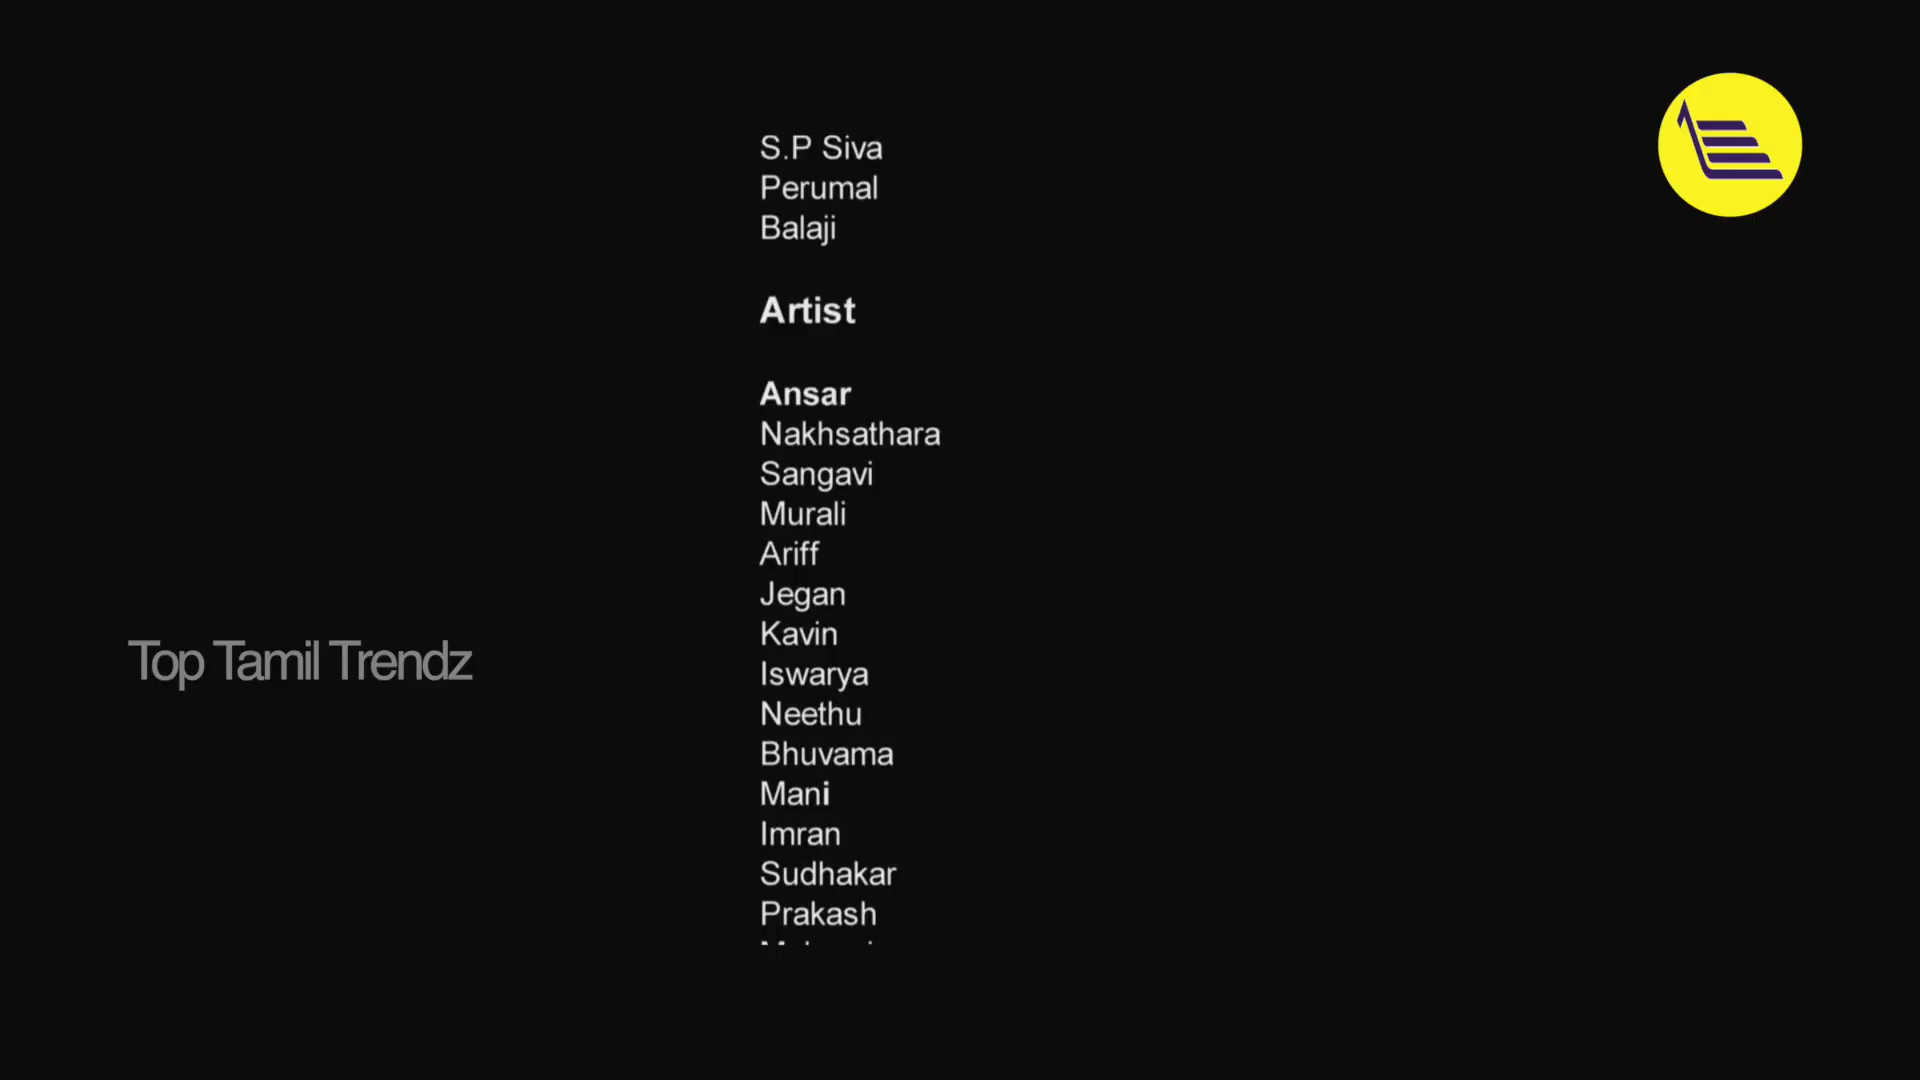 S.P Siva
Perumal
Balaji
Artist
Ansar
Nakhsathara
Sangavi
Murali
Ariff
Jegan
Kavin
Iswarya
Neethu
Bhuvama
Mani
Imran
Sudhakar
Prakash
Top Tamil Trendz